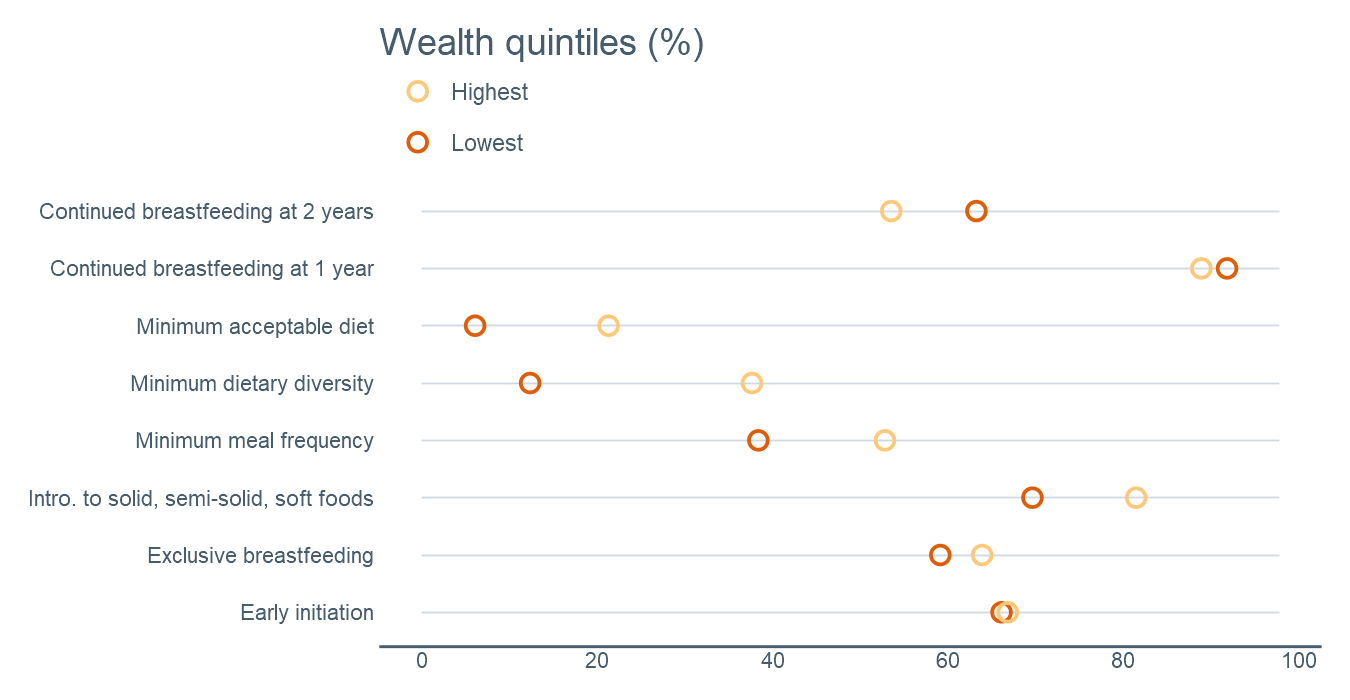 Wealth quintiles (%)
Highest
Lowest
Continued breastfeeding at 2 years
Continued breastfeeding at 1 year
Minimum acceptable diet
Minimum dietary diversity
Minimum meal frequency
Intro. to solid, semi-solid, soft foods
Exclusive breastfeeding
Early initiation
0 20 40 60 80 100